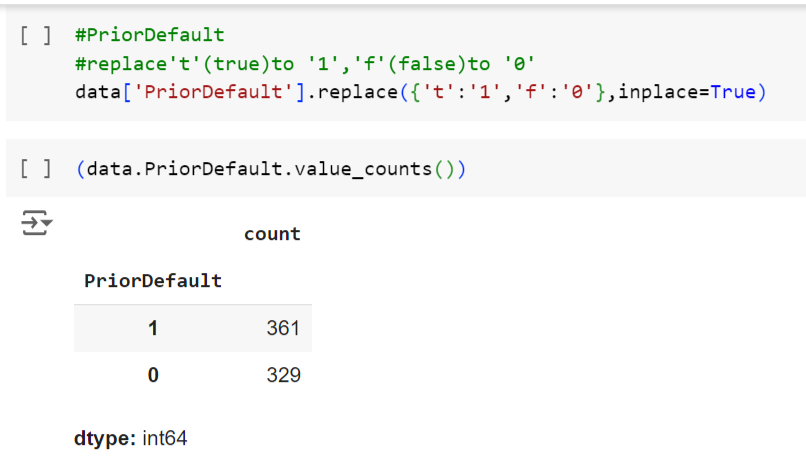 [ ] #PriorDefault
#replace't'(true)to '1','f'(false)to '0'
data['PriorDefault'].replace({'t':'1','f':'0'},inplace=True)
[ ] (data.PriorDefault.value_counts())
count
PriorDefault
1 361
0 329
dtype: int64